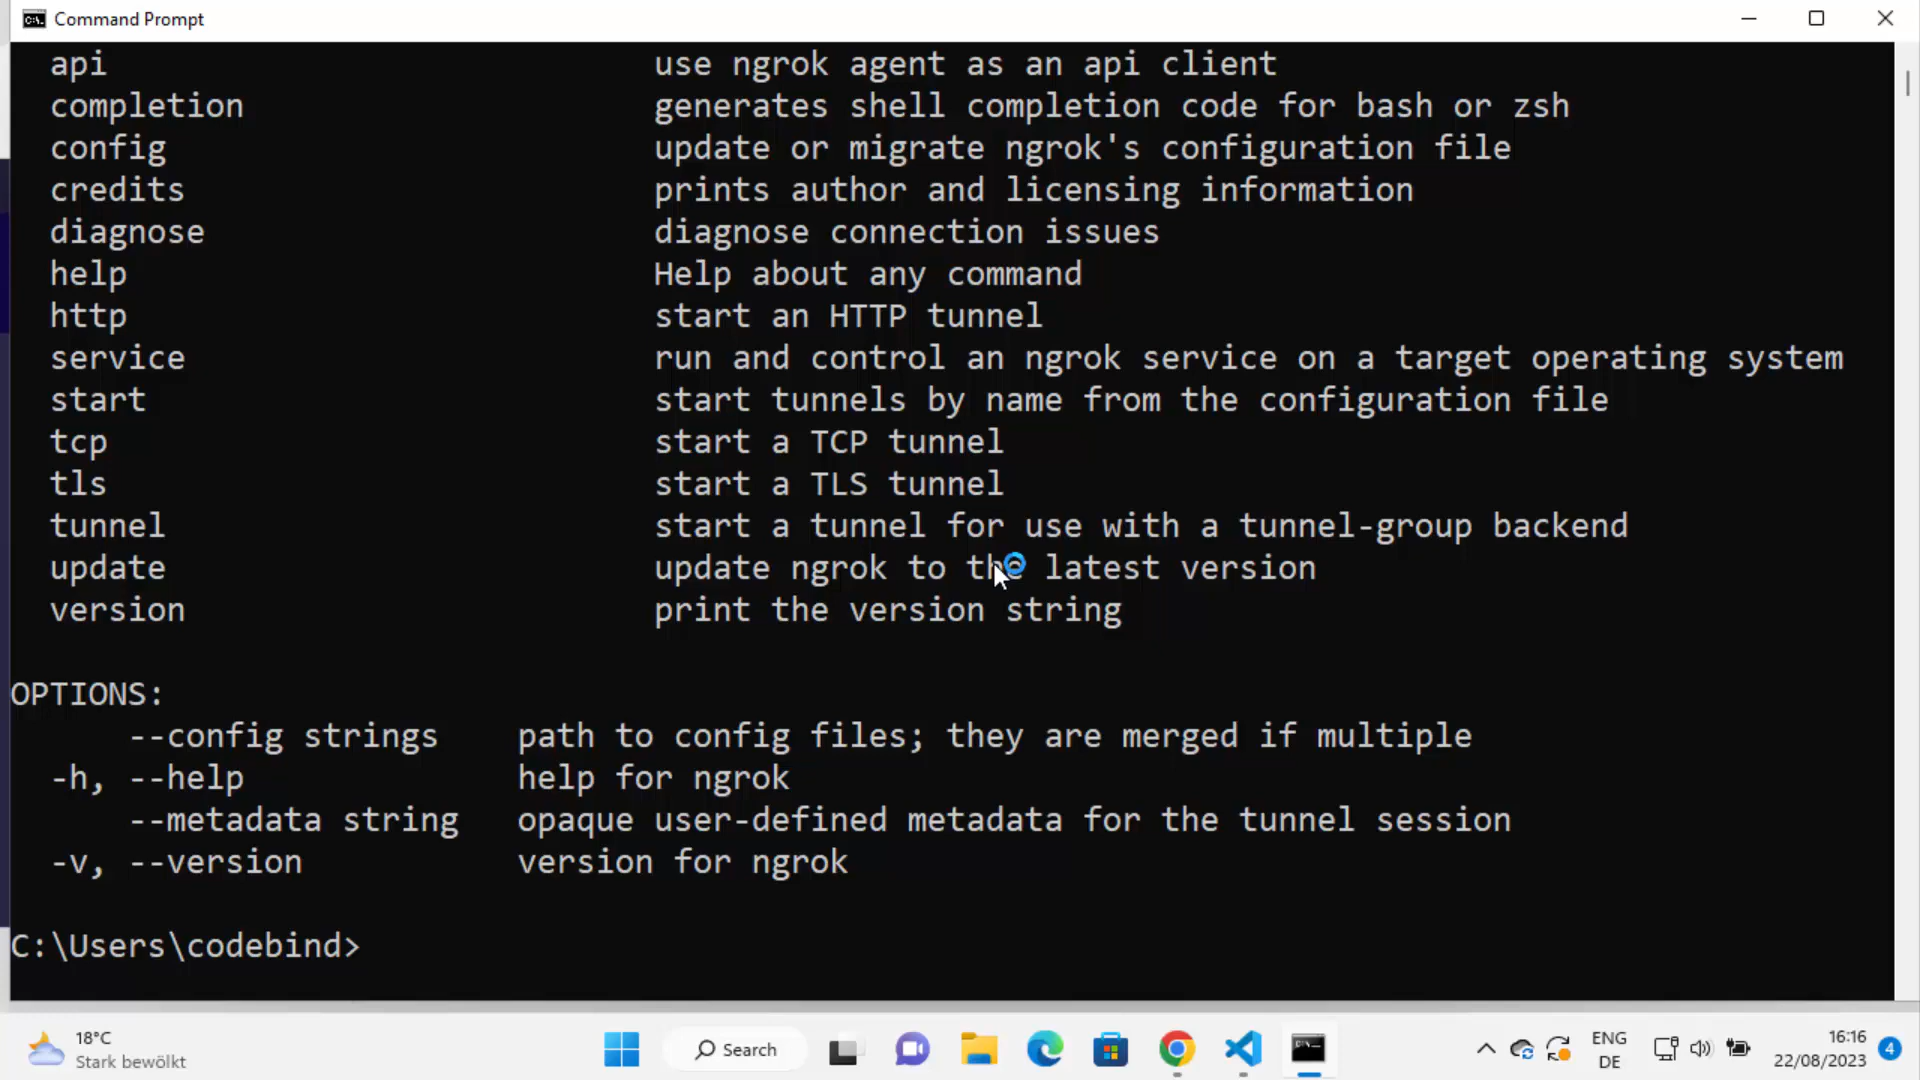 Command Prompt
api use ngrok agent as an api client
completion generates shell completion code for bash or zsh
config update or migrate ngrok's configuration file
credits prints author and licensing information
diagnose diagnose connection issues
help Help about any command
http start an HTTP tunnel
service run and control an ngrok service on a target operating system
start start tunnels by name from the configuration file
tcp start a TCP tunnel
tls start a TLS tunnel
tunnel start a tunnel for use with a tunnel-group backend
update update ngrok to the latest version
version print the version string
OPTIONS:
--config strings path to config files; they are merged if multiple
-h, --help help for ngrok
--metadata string opaque user-defined metadata for the tunnel session
-v, --version version for ngrok
C:\Users\codebind>
18°C
Stark bewölkt
Search
ENG
DE
16:16
22/08/2023
4